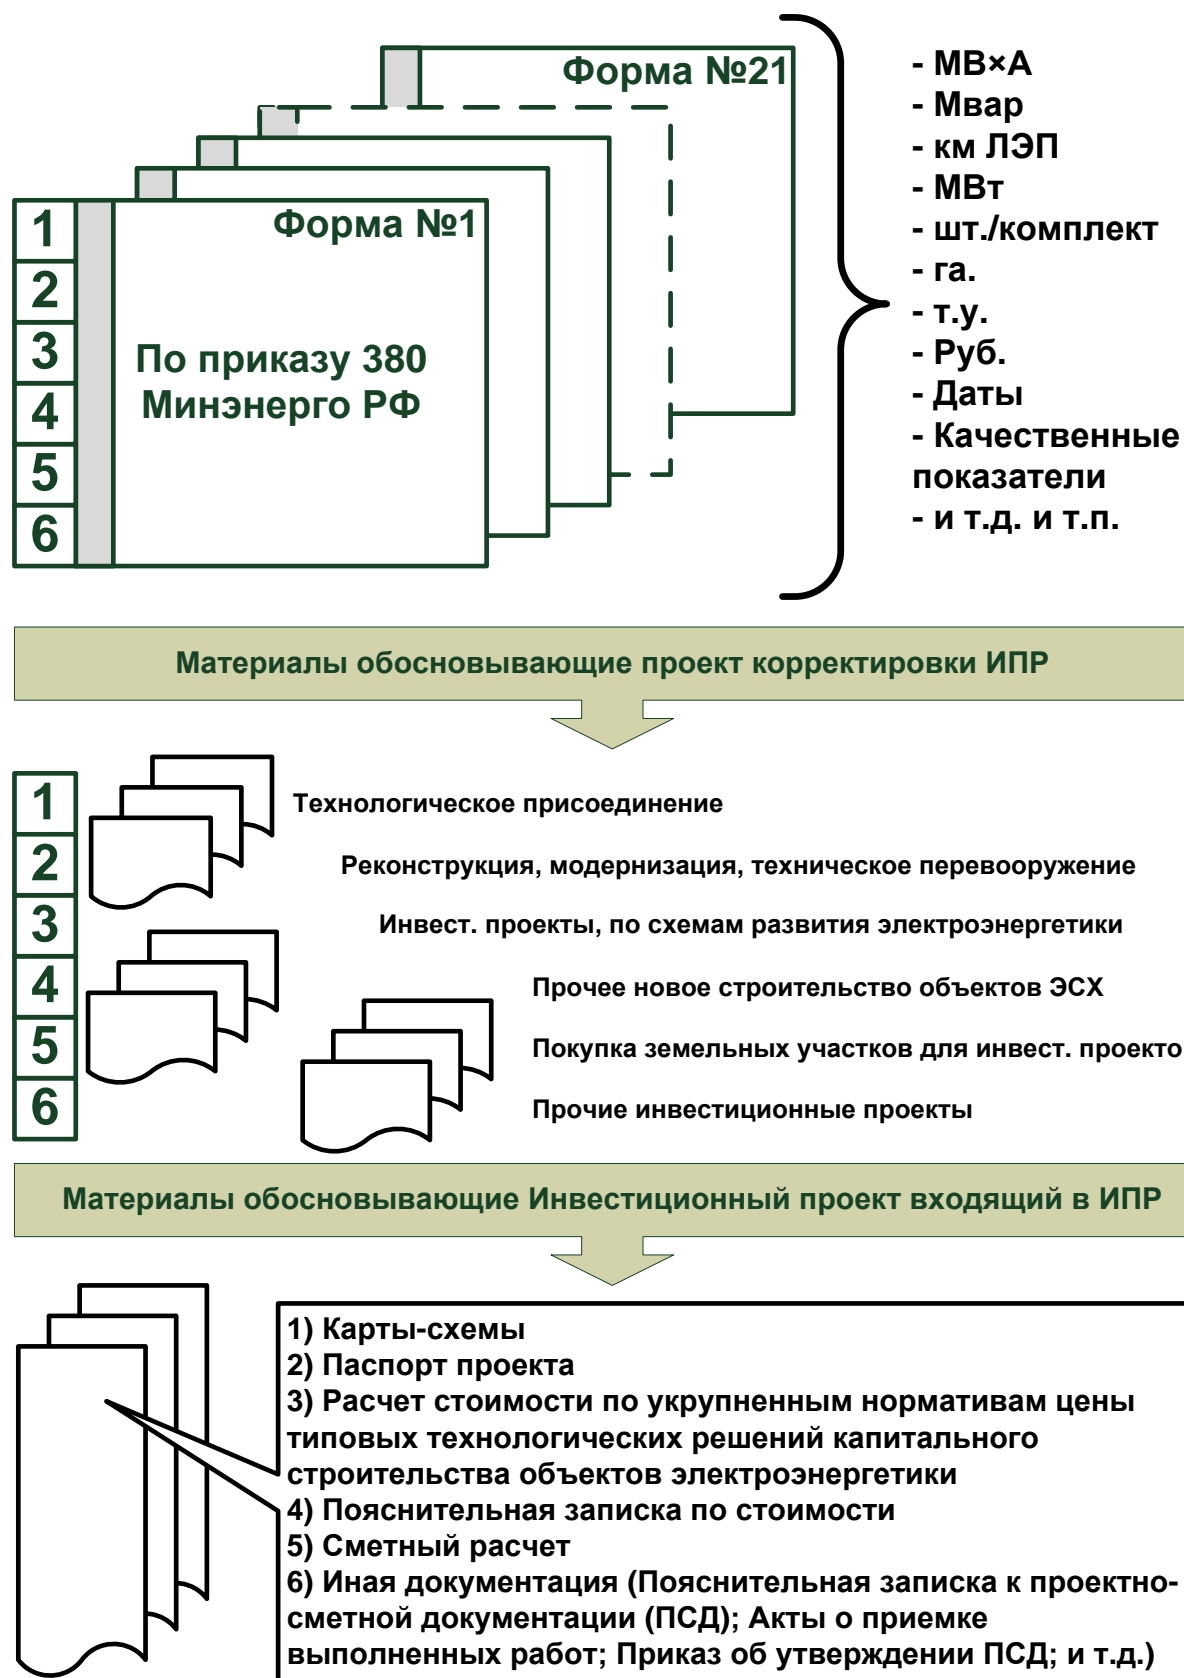 Форма №21
Форма №1
По приказу 380
Минэнерго РФ
1
2
3
4
5
6
- МВ×А
- Мвар
- км ЛЭП
- МВт
- шт./комплект
- га.
- т.у.
- Руб.
- Даты
- Качественные
показатели
- и т.д. и т.п.
Материалы обосновывающие проект корректировки ИПР
1
2
3
4
5
6
Технологическое присоединение
Реконструкция, модернизация, техническое перевооружение
Инвест. проекты, по схемам развития электроэнергетики
Прочее новое строительство объектов ЭСХ
Покупка земельных участков для инвест. проекто
Прочие инвестиционные проекты
Материалы обосновывающие Инвестиционный проект входящий в ИПР
1) Карты-схемы
2) Паспорт проекта
3) Расчет стоимости по укрупненным нормативам цены
типовых технологических решений капитального
строительства объектов электроэнергетики
4) Пояснительная записка по стоимости
5) Сметный расчет
6) Иная документация (Пояснительная записка к проектно-
сметной документации (ПСД); Акты о приемке
выполненных работ; Приказ об утверждении ПСД; и т.д.)